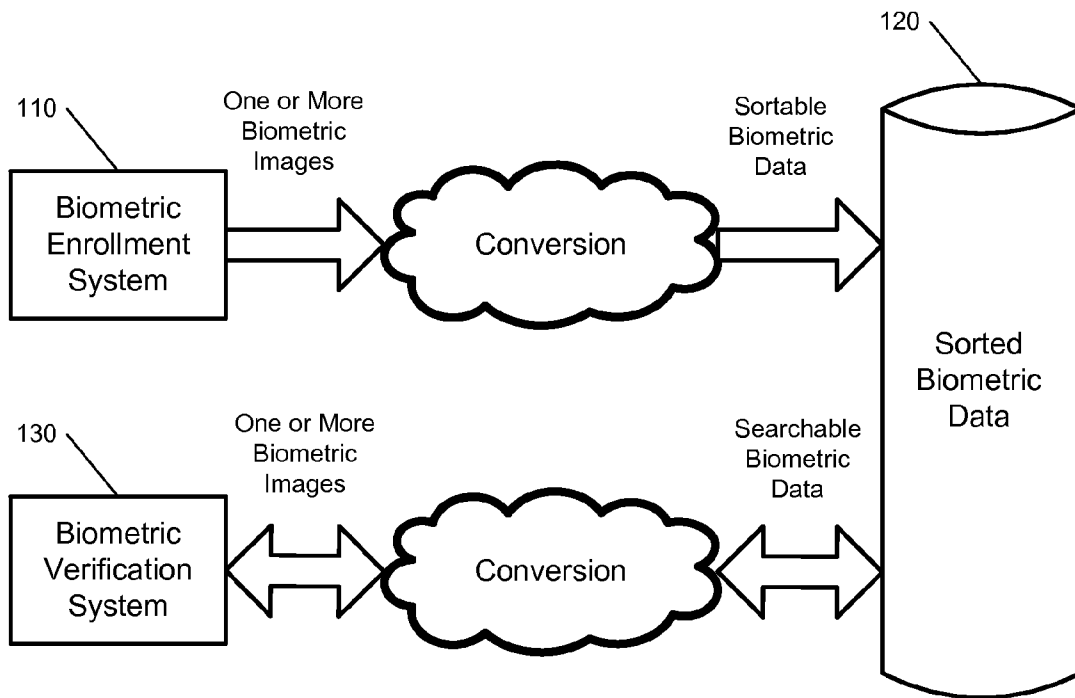 120
110
One or More
Biometric
Images
Sortable
Biometric
Data
Biometric
Enrollment
System
Conversion
Sorted
Biometric
Data
130
One or More
Biometric
Images
Searchable
Biometric
Data
Biometric
Verification
System
Conversion